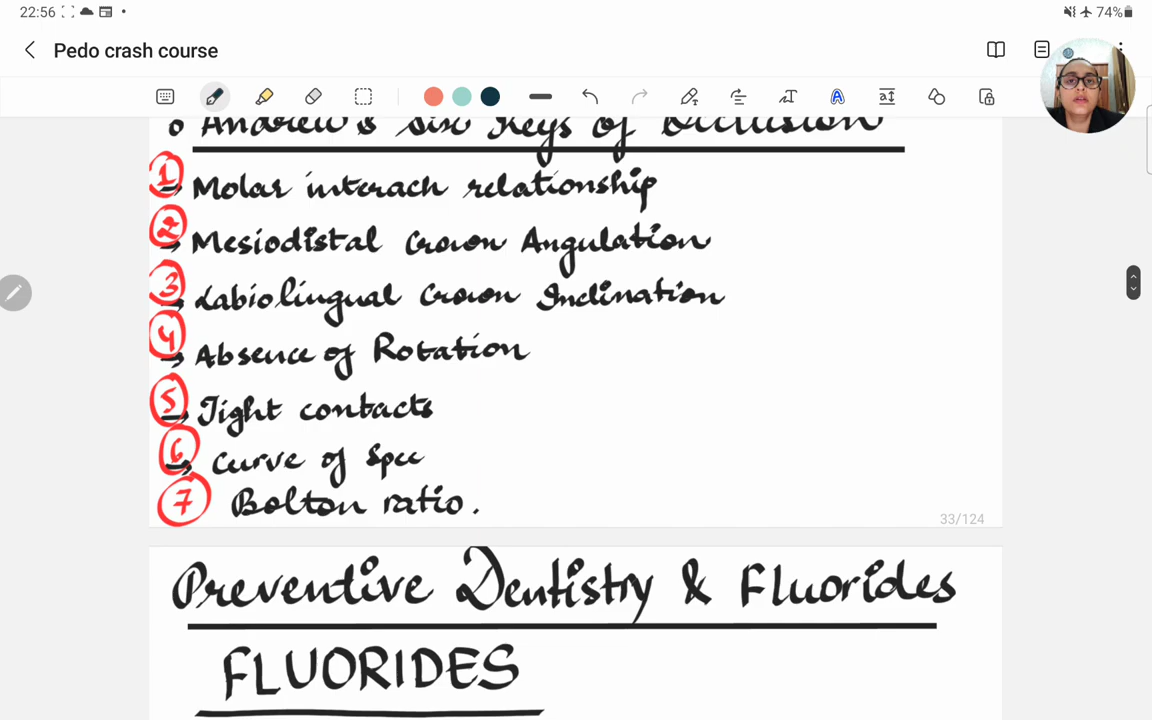 22:56
74%
Pedo crash course
o Andrew's Six Keys of Occlusion
1 → Molar interach relationship
2 → Mesiodistal Crown Angulation
3 → Labiolingual Crown Inclination
4 → Absence of Rotation
5 → Tight contacts
6 → Curve of Spee
7 Bolton ratio.
33/124
Preventive Dentistry & Fluorides
FLUORIDES